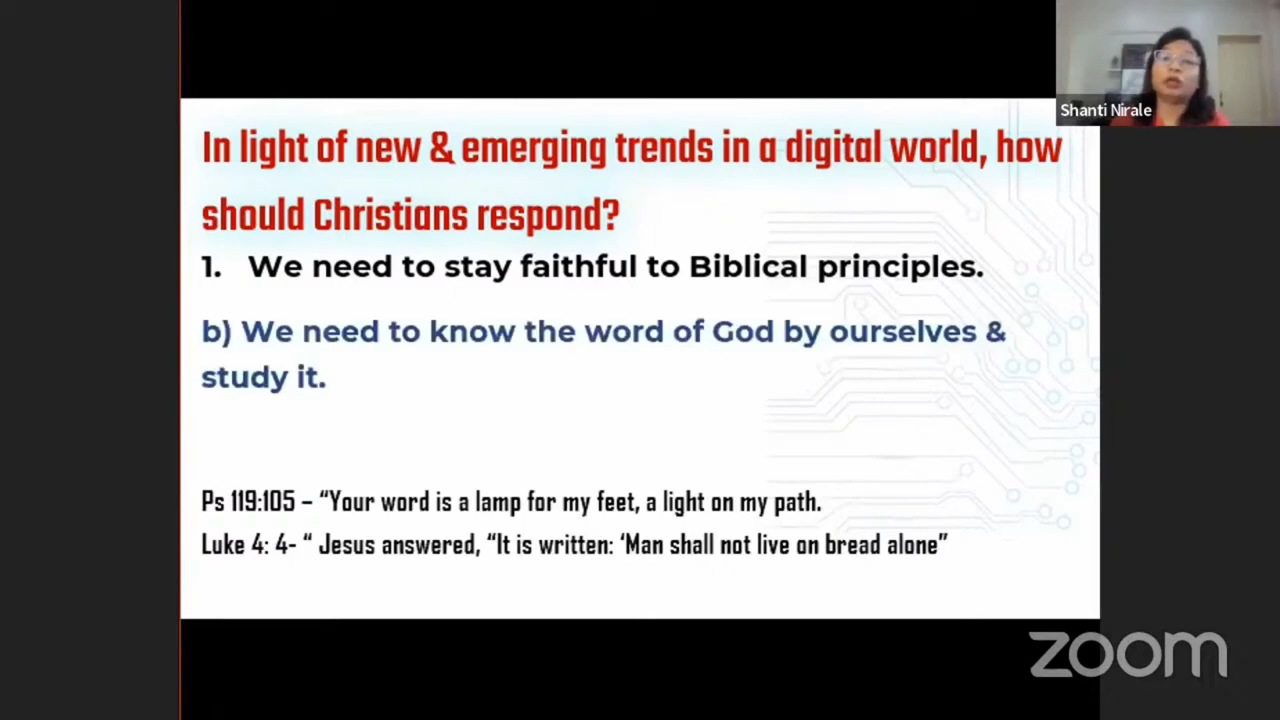 In light of new & emerging trends in a digital world, how
should Christians respond?
1. We need to stay faithful to Biblical principles.
b) We need to know the word of God by ourselves &
study it.
Ps 119:105 – “Your word is a lamp for my feet, a light on my path.
Luke 4: 4- “ Jesus answered, “It is written: ‘Man shall not live on bread alone”
Shanti Nirale
zoom